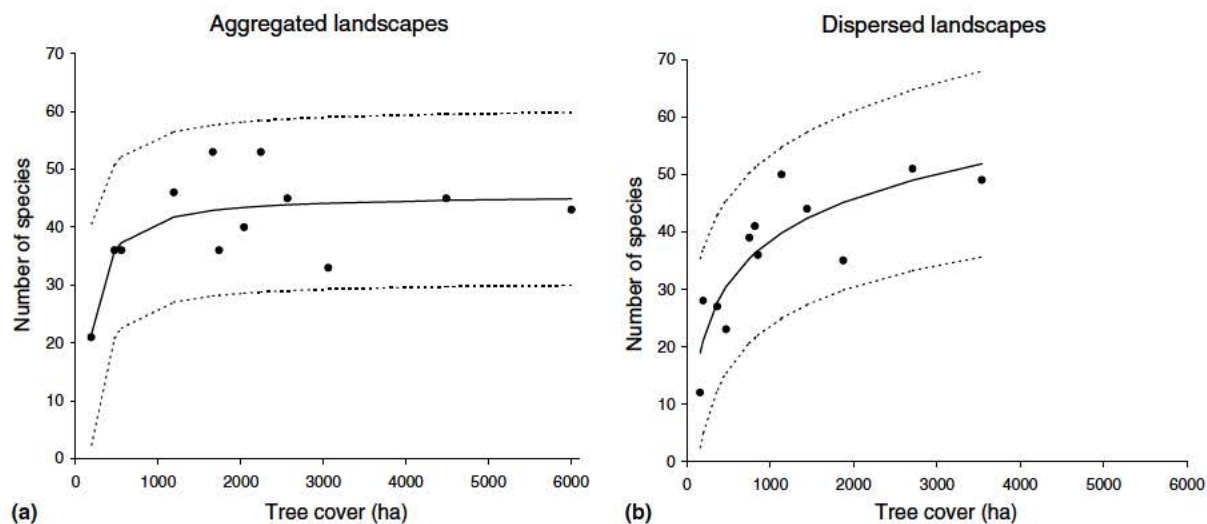 Aggregated landscapes
70
60
50
40
30
20
10
0
Number of species
0 1000 2000 3000 4000 5000 6000
(a) Tree cover (ha)
Dispersed landscapes
70
60
50
40
30
20
10
0
Number of species
0 1000 2000 3000 4000 5000 6000
(b) Tree cover (ha)